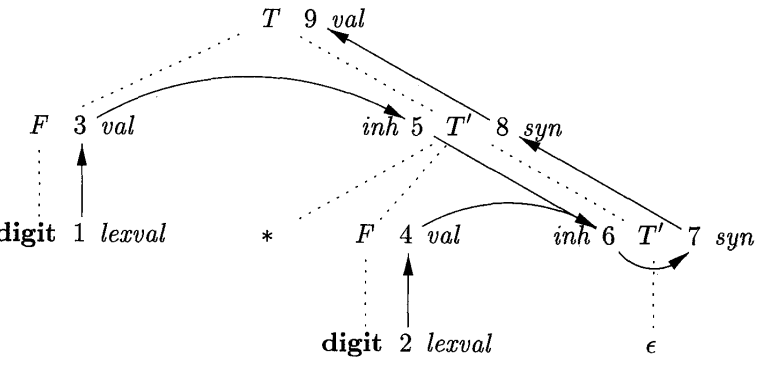 T 9 val
F 3 val inh 5 T′ 8 syn
digit 1 lexval * F 4 val inh 6 T′ 7 syn
digit 2 lexval ϵ